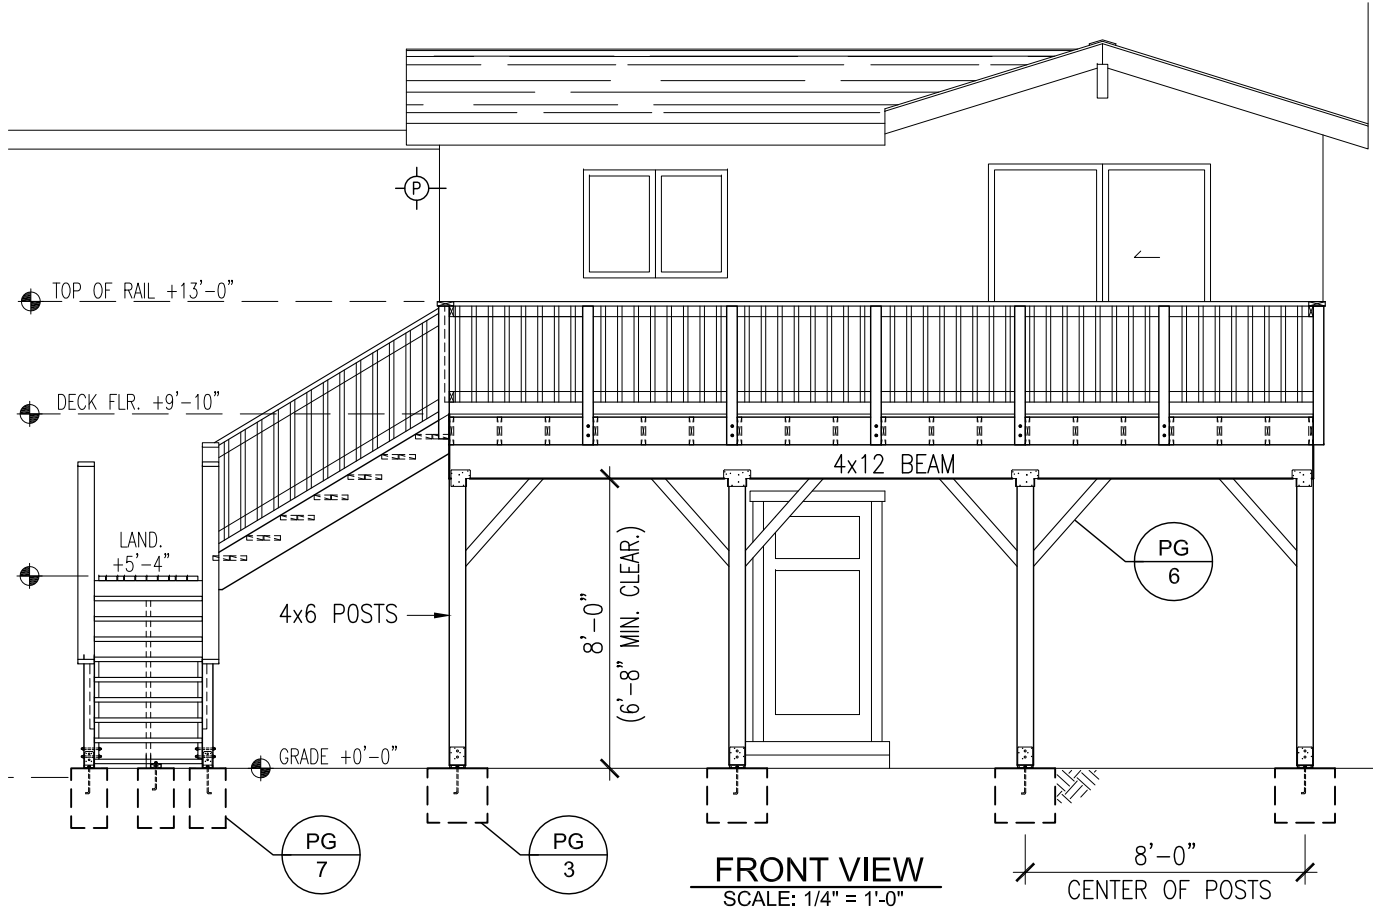 P
TOP OF RAIL +13'-0"
DECK FLR. +9'-10"
4x12 BEAM
LAND.
+5'-4"
PG
6
4x6 POSTS
8'-0"
(6'-8" MIN. CLEAR.)
GRADE +0'-0"
PG
7
PG
3
FRONT VIEW
SCALE: 1/4" = 1'-0"
8'-0"
CENTER OF POSTS